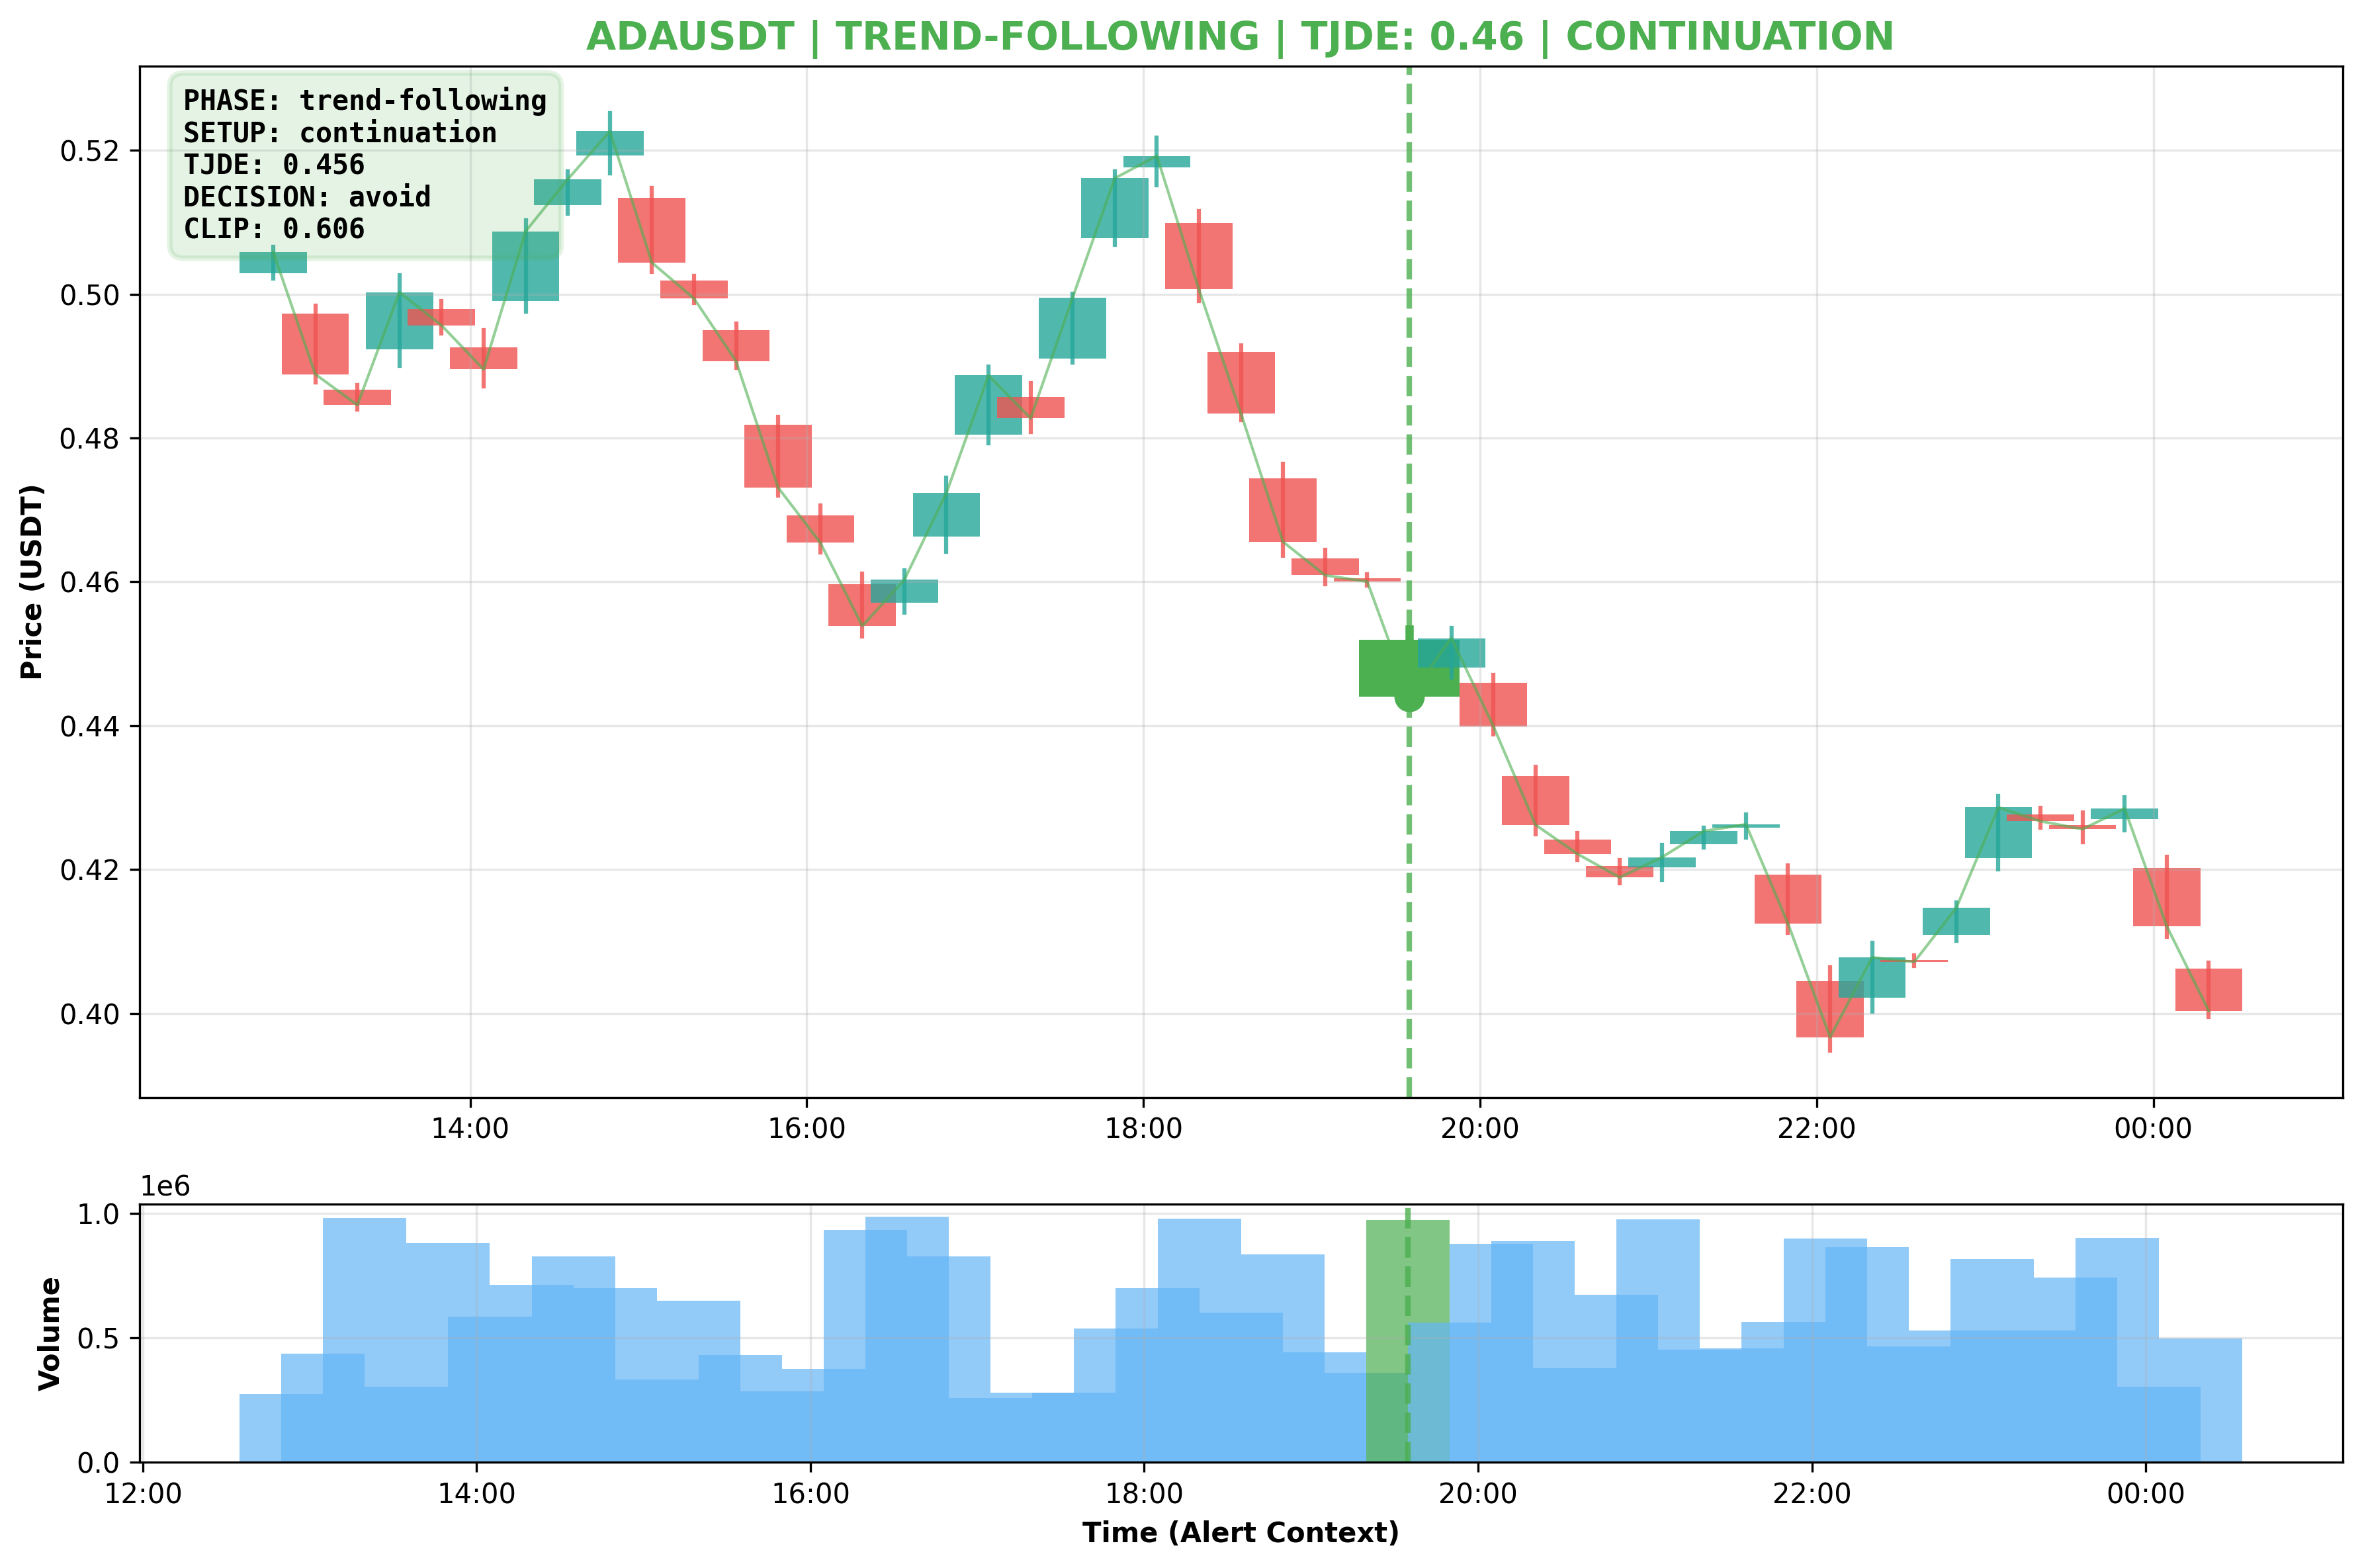 ADAUSDT | TREND-FOLLOWING | TJDE: 0.46 | CONTINUATION
PHASE: trend-following
SETUP: continuation
TJDE: 0.456
DECISION: avoid
CLIP: 0.606
Price (USDT)
0.52
0.50
0.48
0.46
0.44
0.42
0.40
14:00 16:00 18:00 20:00 22:00 00:00
1e6
Volume
1.0
0.5
0.0
12:00 14:00 16:00 18:00 20:00 22:00 00:00
Time (Alert Context)